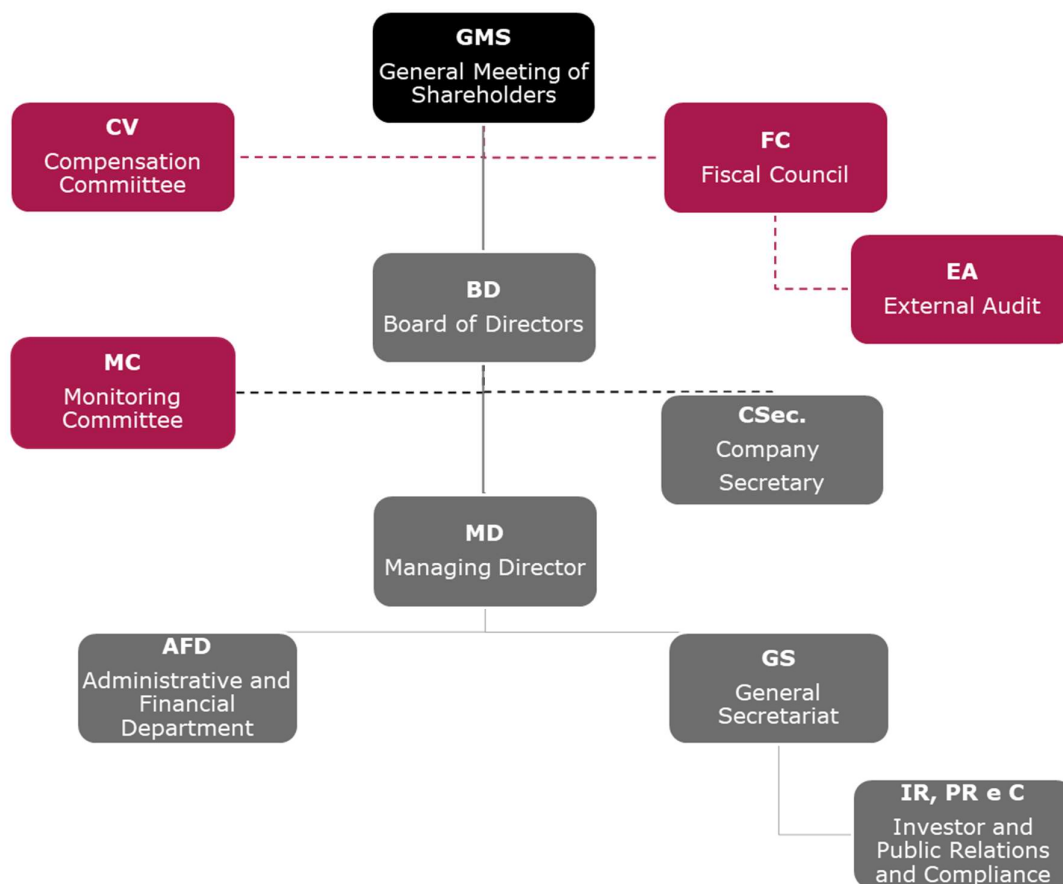 GMS
General Meeting of
Shareholders
CV
Compensation
Commiittee
FC
Fiscal Council
EA
External Audit
BD
Board of Directors
MC
Monitoring
Committee
CSec.
Company
Secretary
MD
Managing Director
AFD
Administrative and
Financial
Department
GS
General
Secretariat
IR, PR e C
Investor and
Public Relations
and Compliance